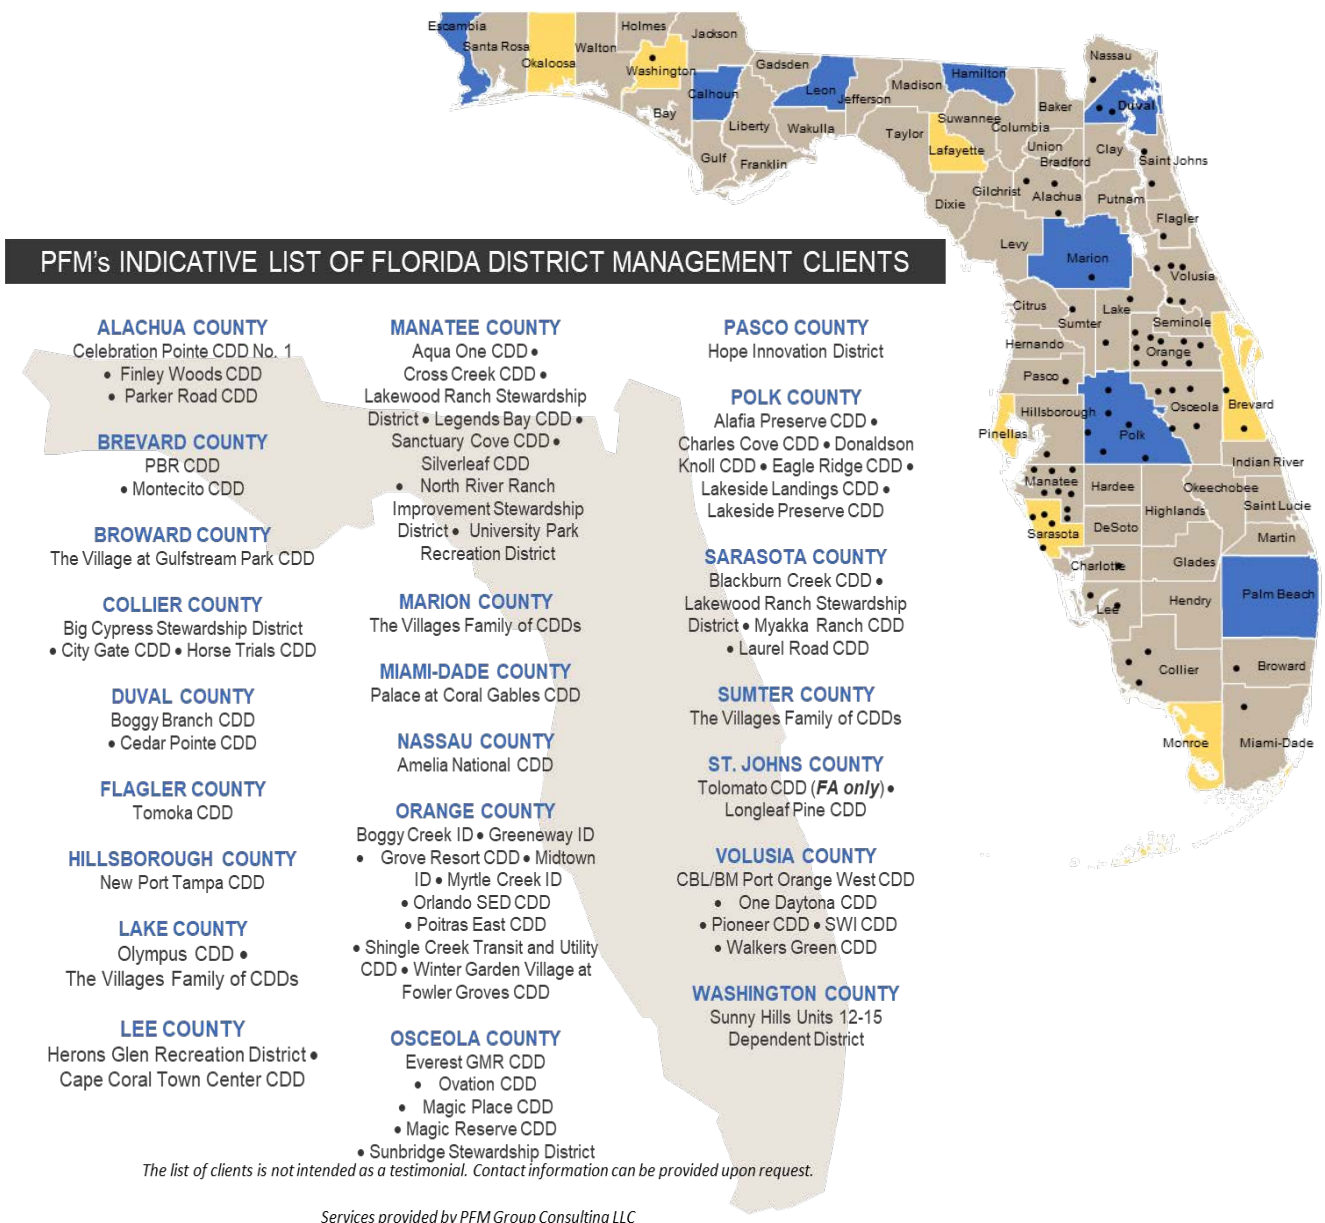 Escambia
Santa Rosa
Okaloosa
Walton
Holmes
Washington
Jackson
Bay
Calhoun
Gulf
Liberty
Gadsden
Franklin
Leon
Wakulla
Jefferson
Madison
Taylor
Hamilton
Suwannee
Lafayette
Dixie
Columbia
Gilchrist
Baker
Union
Bradford
Alachua
Nassau
Duval
Clay
Saint Johns
Putnam
Flagler
Levy
Marion
Volusia
Citrus
Sumter
Lake
Seminole
Hernando
Orange
Pasco
Hillsborough
Pinellas
Polk
Osceola
Brevard
Indian River
Manatee
Hardee
Okeechobee
Highlands
Saint Lucie
Sarasota
DeSoto
Martin
Charlotte
Glades
Lee
Hendry
Palm Beach
Collier
Broward
Monroe
Miami-Dade
PFM's INDICATIVE LIST OF FLORIDA DISTRICT MANAGEMENT CLIENTS
ALACHUA COUNTY
Celebration Pointe CDD No. 1
• Finley Woods CDD
• Parker Road CDD
BREVARD COUNTY
PBR CDD
• Montecito CDD
BROWARD COUNTY
The Village at Gulfstream Park CDD
COLLIER COUNTY
Big Cypress Stewardship District
• City Gate CDD • Horse Trials CDD
DUVAL COUNTY
Boggy Branch CDD
• Cedar Pointe CDD
FLAGLER COUNTY
Tomoka CDD
HILLSBOROUGH COUNTY
New Port Tampa CDD
LAKE COUNTY
Olympus CDD •
The Villages Family of CDDs
LEE COUNTY
Herons Glen Recreation District •
Cape Coral Town Center CDD
MANATEE COUNTY
Aqua One CDD •
Cross Creek CDD •
Lakewood Ranch Stewardship
District • Legends Bay CDD •
Sanctuary Cove CDD •
Silverleaf CDD
• North River Ranch
Improvement Stewardship
District • University Park
Recreation District
MARION COUNTY
The Villages Family of CDDs
MIAMI-DADE COUNTY
Palace at Coral Gables CDD
NASSAU COUNTY
Amelia National CDD
ORANGE COUNTY
Boggy Creek ID • Greeneway ID
• Grove Resort CDD • Midtown
ID • Myrtle Creek ID
• Orlando SED CDD
• Poitras East CDD
• Shingle Creek Transit and Utility
CDD • Winter Garden Village at
Fowler Groves CDD
OSCEOLA COUNTY
Everest GMR CDD
• Ovation CDD
• Magic Place CDD
• Magic Reserve CDD
• Sunbridge Stewardship District
PASCO COUNTY
Hope Innovation District
POLK COUNTY
Alafia Preserve CDD •
Charles Cove CDD • Donaldson
Knoll CDD • Eagle Ridge CDD •
Lakeside Landings CDD •
Lakeside Preserve CDD
SARASOTA COUNTY
Blackburn Creek CDD •
Lakewood Ranch Stewardship
District • Myakka Ranch CDD
• Laurel Road CDD
SUMTER COUNTY
The Villages Family of CDDs
ST. JOHNS COUNTY
Tolomato CDD (FA only) •
Longleaf Pine CDD
VOLUSIA COUNTY
CBL/BM Port Orange West CDD
• One Daytona CDD
• Pioneer CDD • SWI CDD
• Walkers Green CDD
WASHINGTON COUNTY
Sunny Hills Units 12-15
Dependent District
The list of clients is not intended as a testimonial. Contact information can be provided upon request.
Services provided by PFM Group Consulting LLC